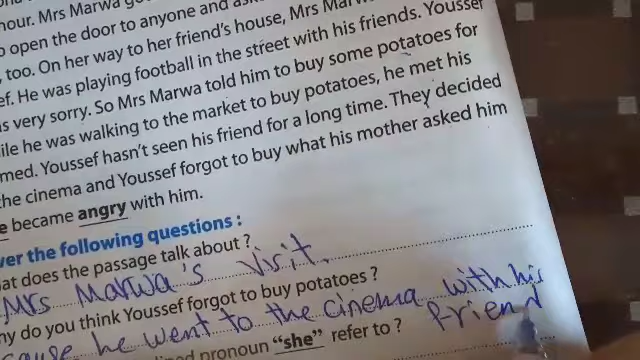 hour. Mrs Marwa
open the door to anyone and
, too. On her way to her friend's house, Mrs
ef. He was playing football in the street with his friends. Youssef
s very sorry. So Mrs Marwa told him to buy some potatoes for
ile he was walking to the market to buy potatoes, he met his
med. Youssef hasn't seen his friend for a long time. They decided
the cinema and Youssef forgot to buy what his mother asked him
e became angry with him.
ver the following questions :
at does the passage talk about ?
Mrs Marwa's visit.
hy do you think Youssef forgot to buy potatoes ?
cause he went to the cinema with his
friend
lined pronoun "she" refer to ?